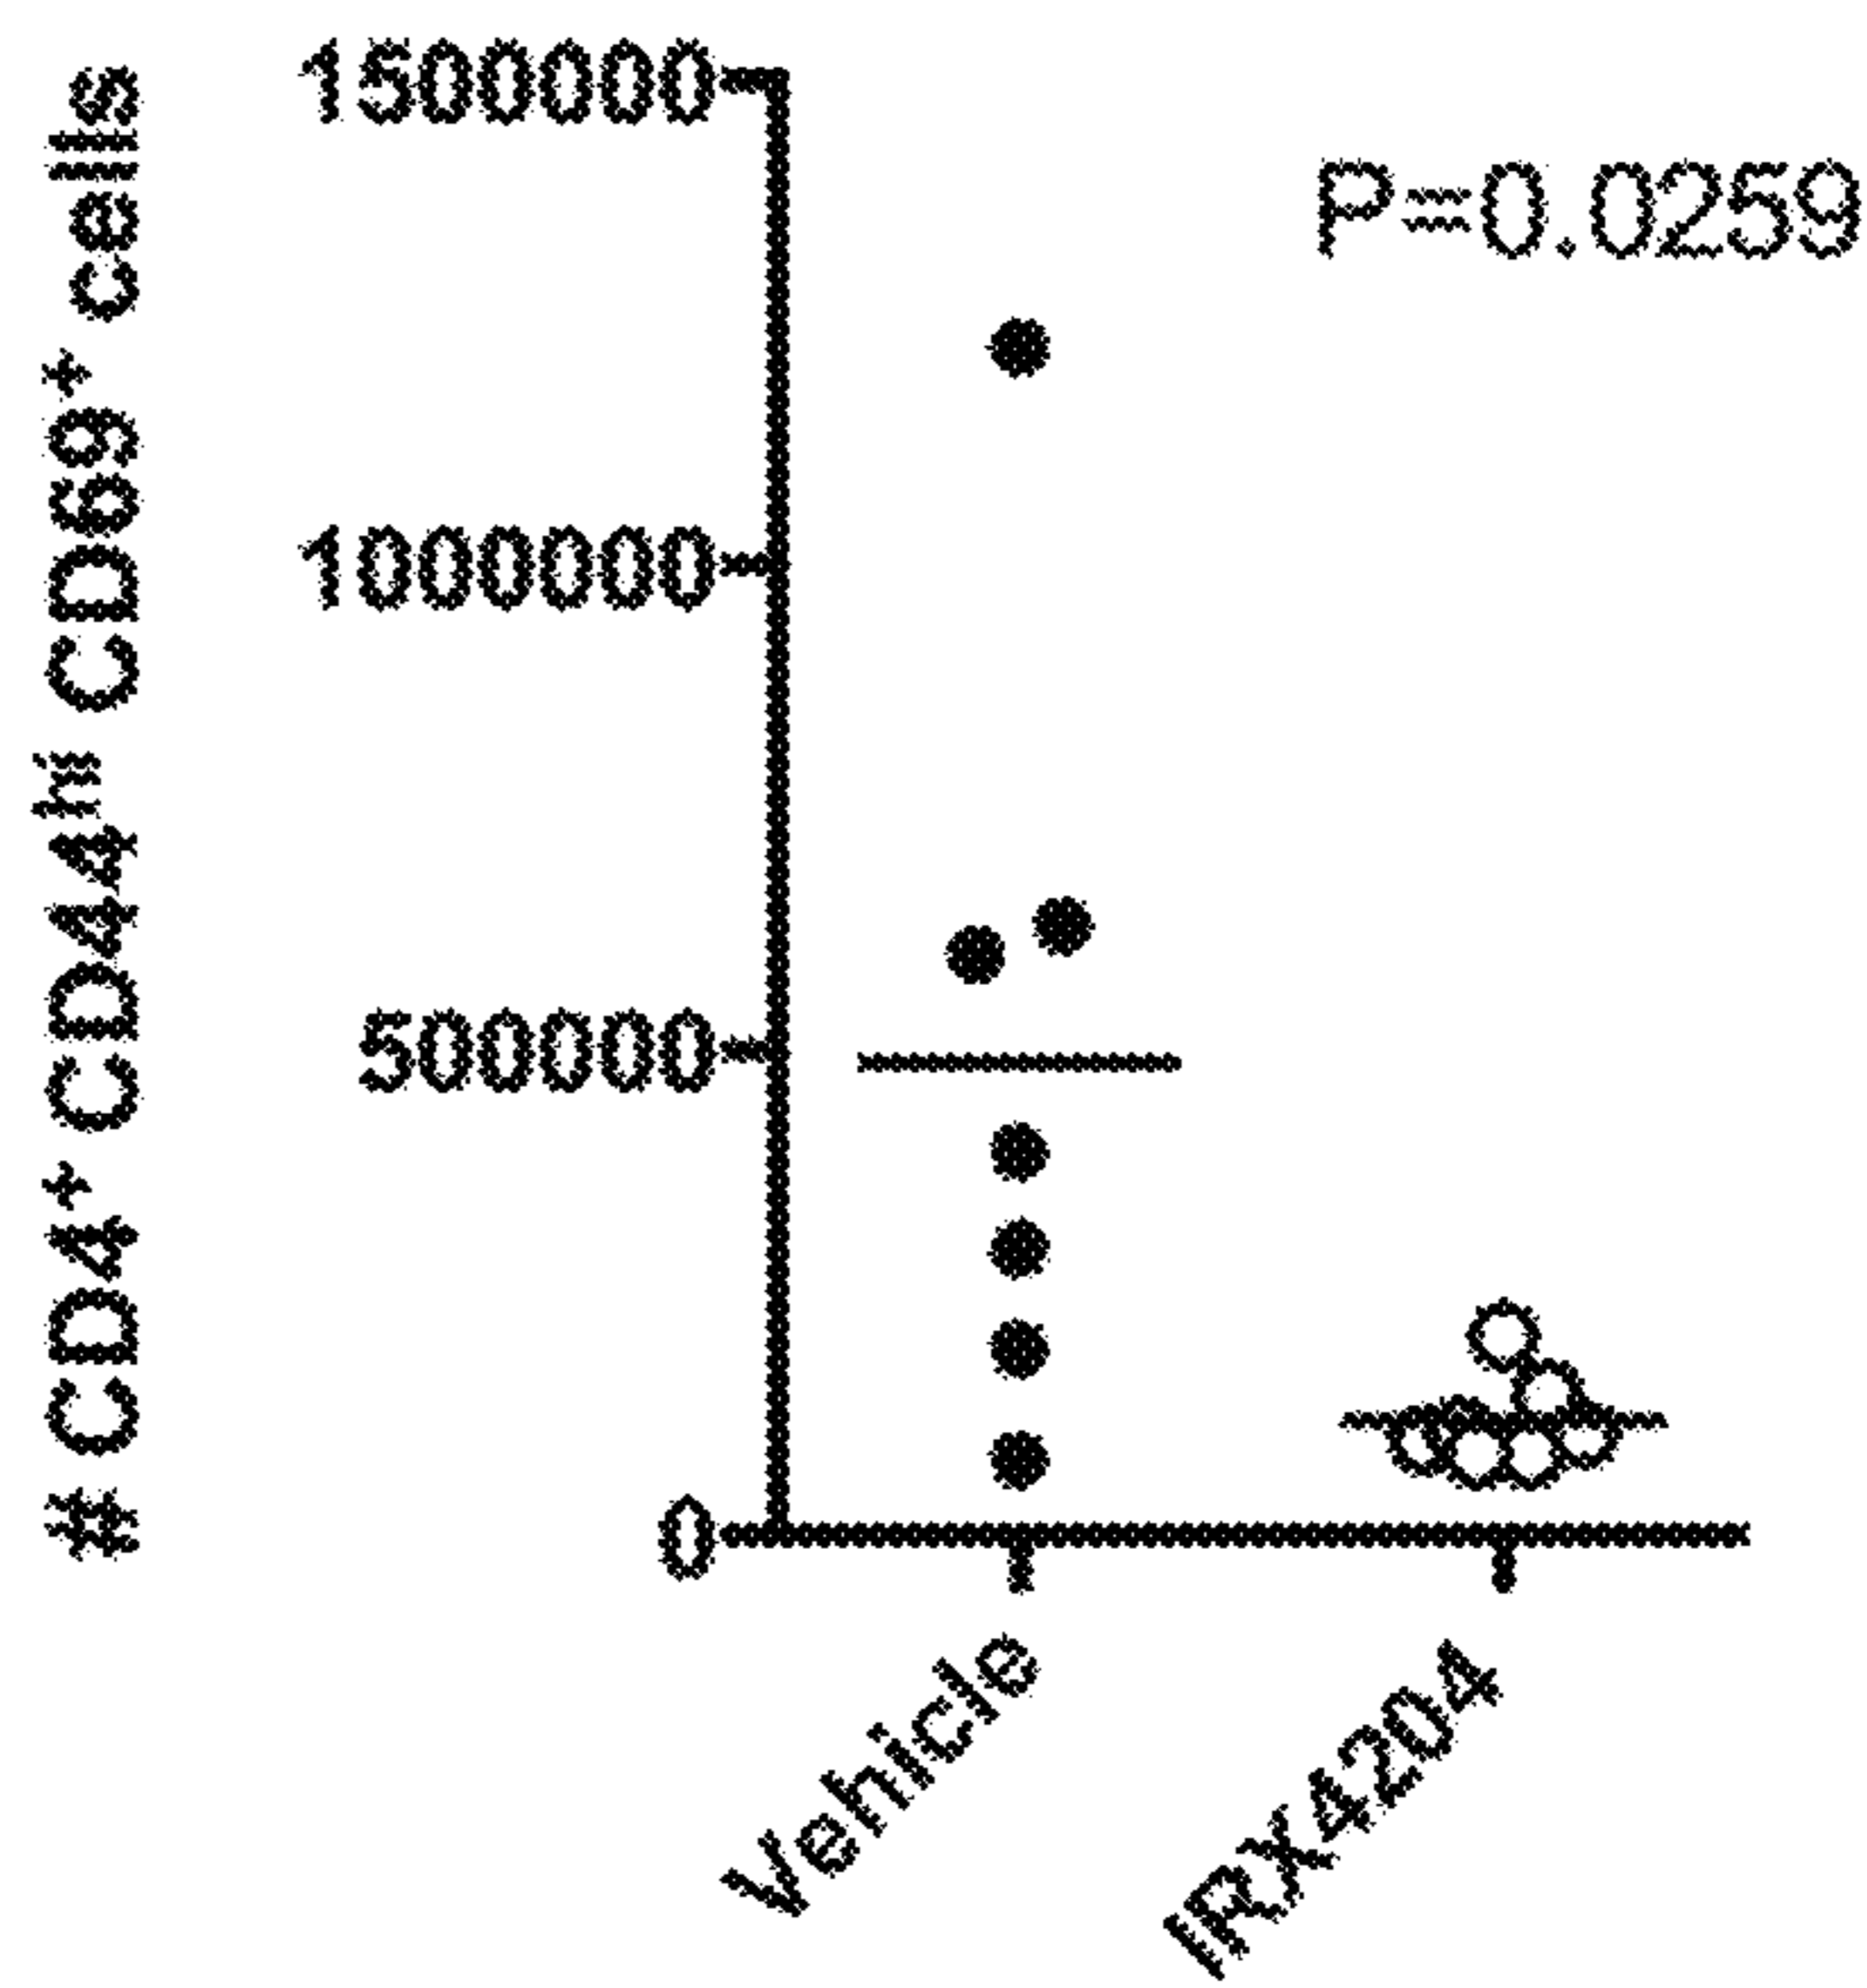 # CD4⁺ CD44ʰⁱ CD69⁺ cells
1500000
P=0.0259
1000000
500000
0
Vehicle
IRX4204